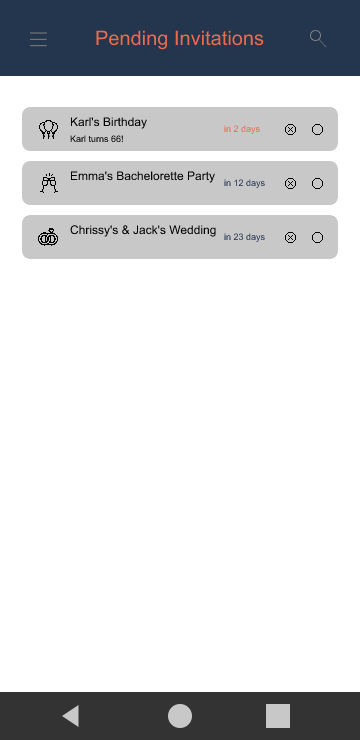 Pending Invitations
Karl's Birthday
Karl turns 66!
in 2 days
Emma's Bachelorette Party
in 12 days
Chrissy's & Jack's Wedding
in 23 days